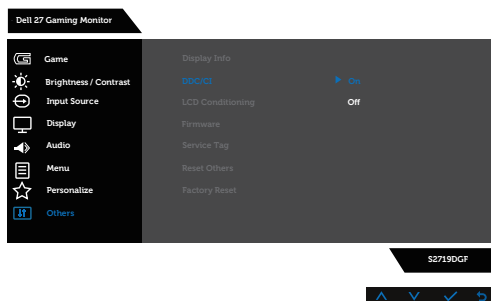 Dell 27 Gaming Monitor
Game
Display Info
Brightness / Contrast
DDC/CI
On
Input Source
LCD Conditioning
Off
Display
Firmware
Audio
Service Tag
Menu
Reset Others
Personalize
Factory Reset
Others
S2719DGF